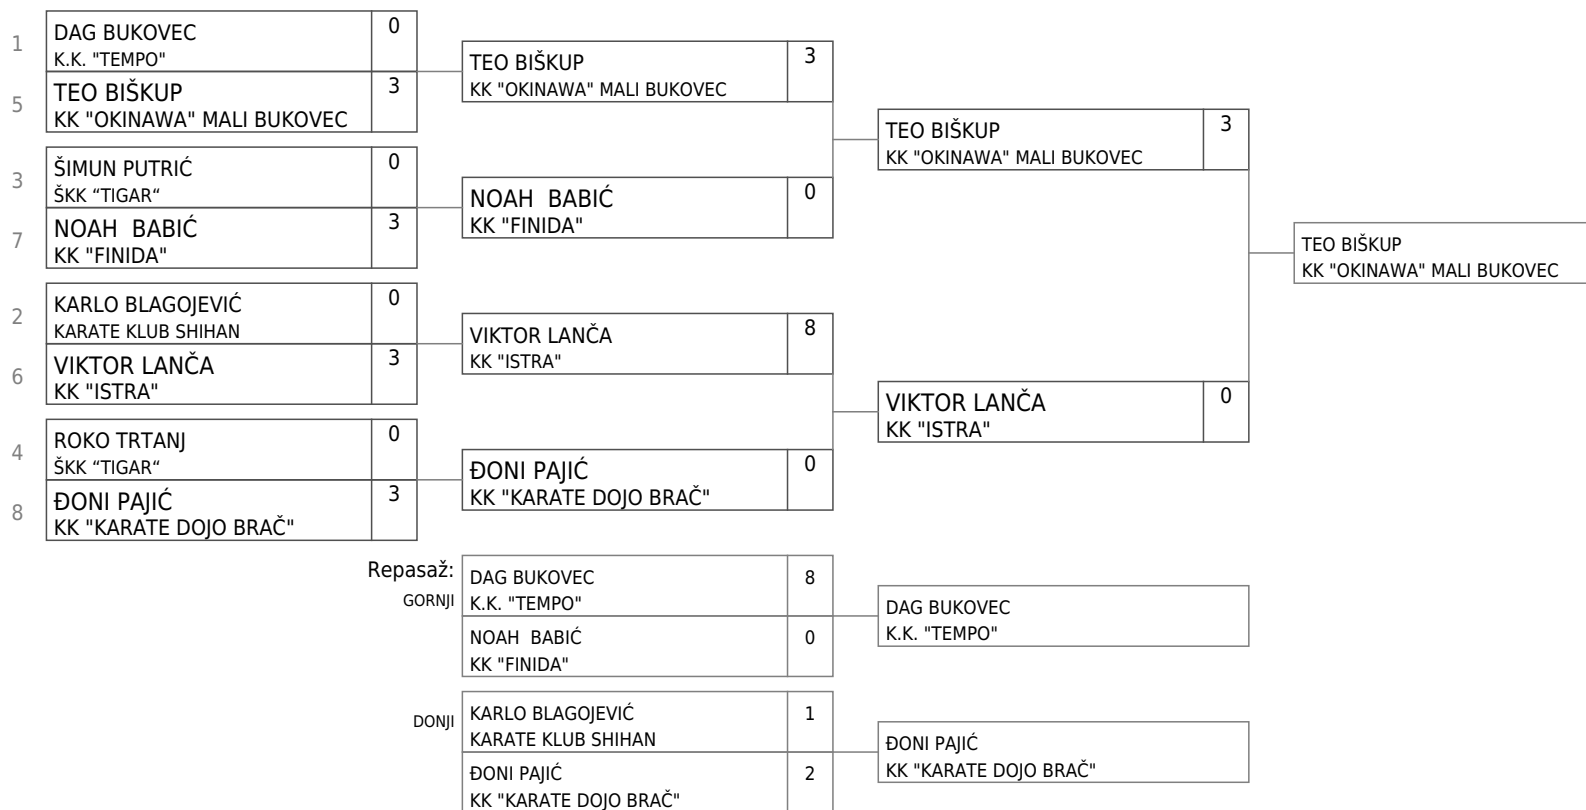 1
DAG BUKOVEC
K.K. "TEMPO"
0
5
TEO BIŠKUP
KK "OKINAWA" MALI BUKOVEC
3
3
ŠIMUN PUTRIĆ
ŠKK “TIGAR“
0
7
NOAH  BABIĆ
KK "FINIDA"
3
2
KARLO BLAGOJEVIĆ
KARATE KLUB SHIHAN
0
6
VIKTOR LANČA
KK "ISTRA"
3
4
ROKO TRTANJ
ŠKK “TIGAR“
0
8
ĐONI PAJIĆ
KK "KARATE DOJO BRAČ"
3
TEO BIŠKUP
KK "OKINAWA" MALI BUKOVEC
3
NOAH  BABIĆ
KK "FINIDA"
0
VIKTOR LANČA
KK "ISTRA"
8
ĐONI PAJIĆ
KK "KARATE DOJO BRAČ"
0
TEO BIŠKUP
KK "OKINAWA" MALI BUKOVEC
3
VIKTOR LANČA
KK "ISTRA"
0
TEO BIŠKUP
KK "OKINAWA" MALI BUKOVEC
Repasaž:
GORNJI
DAG BUKOVEC
K.K. "TEMPO"
8
NOAH  BABIĆ
KK "FINIDA"
0
DAG BUKOVEC
K.K. "TEMPO"
DONJI
KARLO BLAGOJEVIĆ
KARATE KLUB SHIHAN
1
ĐONI PAJIĆ
KK "KARATE DOJO BRAČ"
2
ĐONI PAJIĆ
KK "KARATE DOJO BRAČ"